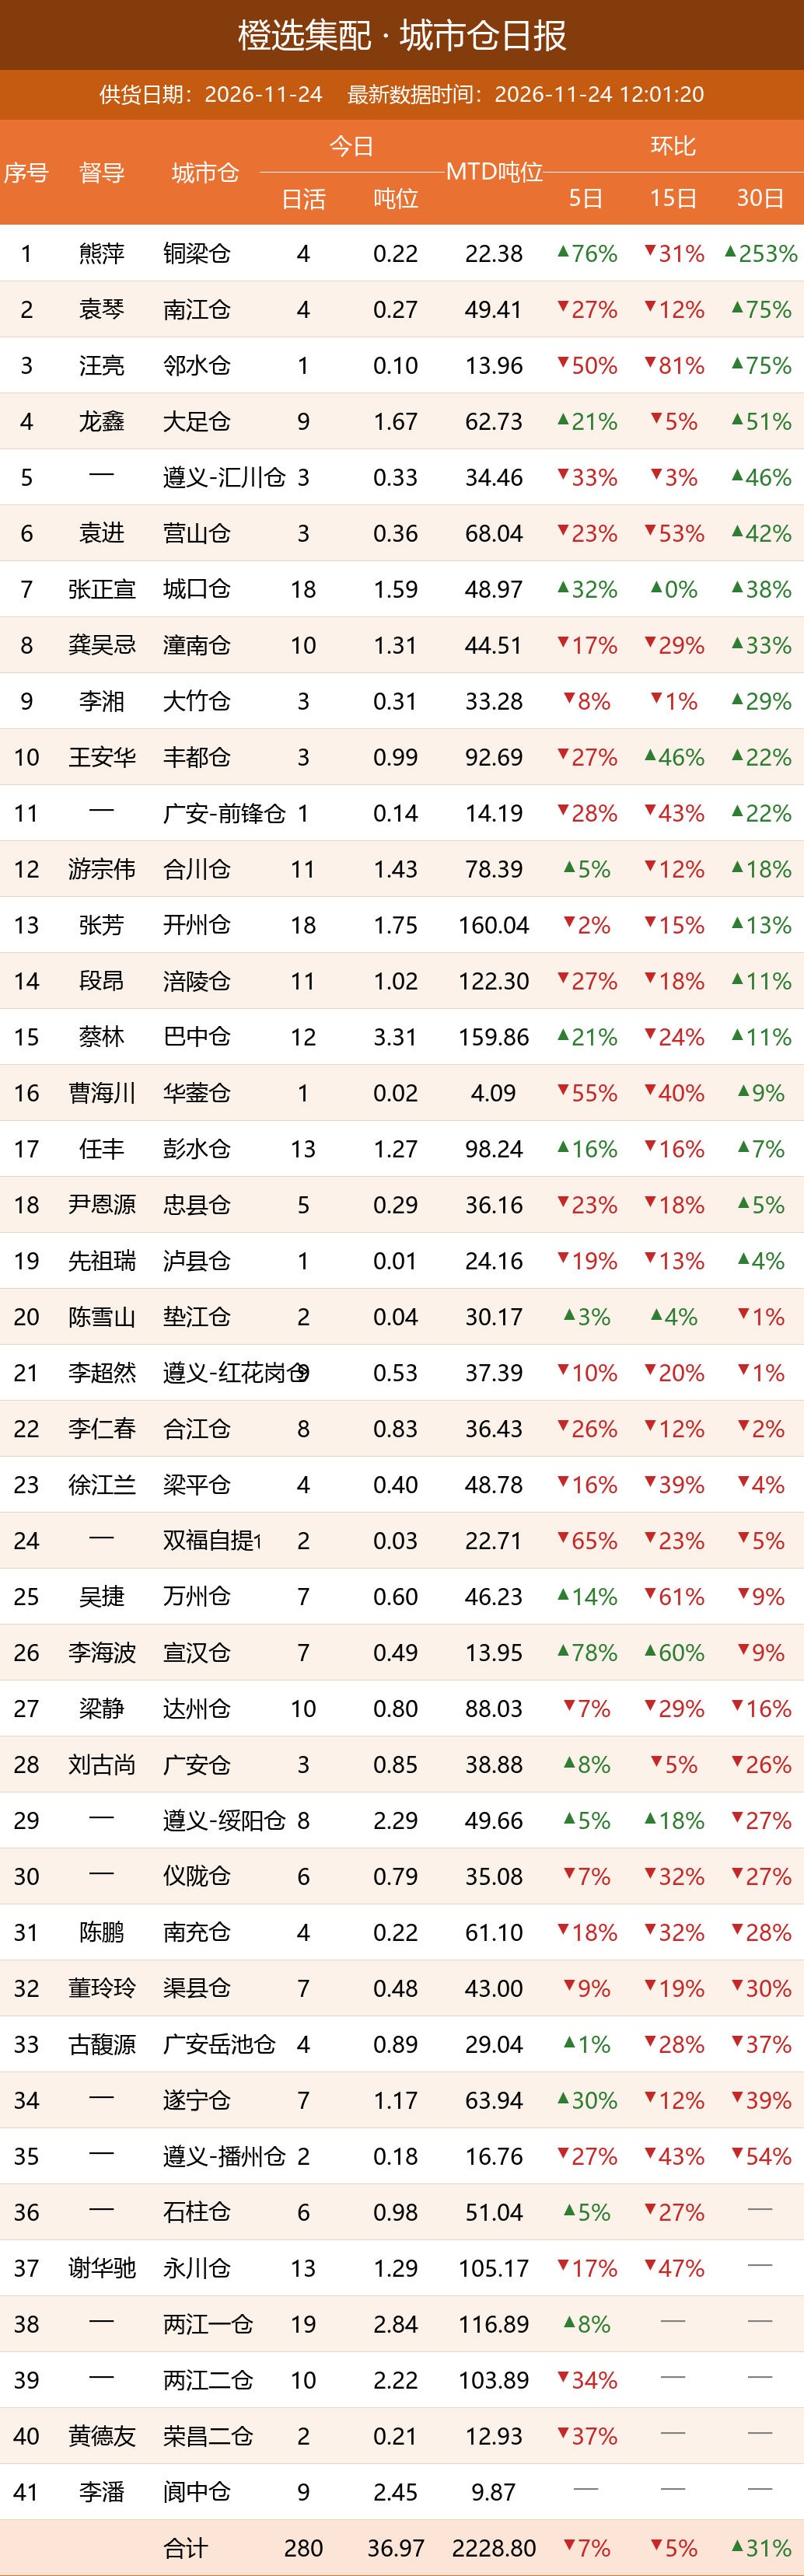 橙选集配 · 城市仓日报
供货日期：2026-11-24 最新数据时间：2026-11-24 12:01:20
序号 督导 城市仓 今日 MTD吨位 环比
日活 吨位 5日 15日 30日
1 熊萍 铜梁仓 4 0.22 22.38 ▲76% ▼31% ▲253%
2 袁琴 南江仓 4 0.27 49.41 ▼27% ▼12% ▲75%
3 汪亮 邻水仓 1 0.10 13.96 ▼50% ▼81% ▲75%
4 龙鑫 大足仓 9 1.67 62.73 ▲21% ▼5% ▲51%
5 — 遵义-汇川仓 3 0.33 34.46 ▼33% ▼3% ▲46%
6 袁进 营山仓 3 0.36 68.04 ▼23% ▼53% ▲42%
7 张正宣 城口仓 18 1.59 48.97 ▲32% ▲0% ▲38%
8 龚吴忌 潼南仓 10 1.31 44.51 ▼17% ▼29% ▲33%
9 李湘 大竹仓 3 0.31 33.28 ▼8% ▼1% ▲29%
10 王安华 丰都仓 3 0.99 92.69 ▼27% ▲46% ▲22%
11 — 广安-前锋仓 1 0.14 14.19 ▼28% ▼43% ▲22%
12 游宗伟 合川仓 11 1.43 78.39 ▲5% ▼12% ▲18%
13 张芳 开州仓 18 1.75 160.04 ▼2% ▼15% ▲13%
14 段昂 涪陵仓 11 1.02 122.30 ▼27% ▼18% ▲11%
15 蔡林 巴中仓 12 3.31 159.86 ▲21% ▼24% ▲11%
16 曹海川 华蓥仓 1 0.02 4.09 ▼55% ▼40% ▲9%
17 任丰 彭水仓 13 1.27 98.24 ▲16% ▼16% ▲7%
18 尹恩源 忠县仓 5 0.29 36.16 ▼23% ▼18% ▲5%
19 先祖瑞 泸县仓 1 0.01 24.16 ▼19% ▼13% ▲4%
20 陈雪山 垫江仓 2 0.04 30.17 ▲3% ▲4% ▼1%
21 李超然 遵义-红花岗仓 9 0.53 37.39 ▼10% ▼20% ▼1%
22 李仁春 合江仓 8 0.83 36.43 ▼26% ▼12% ▼2%
23 徐江兰 梁平仓 4 0.40 48.78 ▼16% ▼39% ▼4%
24 — 双福自提 2 0.03 22.71 ▼65% ▼23% ▼5%
25 吴捷 万州仓 7 0.60 46.23 ▲14% ▼61% ▼9%
26 李海波 宣汉仓 7 0.49 13.95 ▲78% ▲60% ▼9%
27 梁静 达州仓 10 0.80 88.03 ▼7% ▼29% ▼16%
28 刘古尚 广安仓 3 0.85 38.88 ▲8% ▼5% ▼26%
29 — 遵义-绥阳仓 8 2.29 49.66 ▲5% ▲18% ▼27%
30 — 仪陇仓 6 0.79 35.08 ▼7% ▼32% ▼27%
31 陈鹏 南充仓 4 0.22 61.10 ▼18% ▼32% ▼28%
32 董玲玲 渠县仓 7 0.48 43.00 ▼9% ▼19% ▼30%
33 古馥源 广安岳池仓 4 0.89 29.04 ▲1% ▼28% ▼37%
34 — 遂宁仓 7 1.17 63.94 ▲30% ▼12% ▼39%
35 — 遵义-播州仓 2 0.18 16.76 ▼27% ▼43% ▼54%
36 — 石柱仓 6 0.98 51.04 ▲5% ▼27% —
37 谢华驰 永川仓 13 1.29 105.17 ▼17% ▼47% —
38 — 两江一仓 19 2.84 116.89 ▲8% — —
39 — 两江二仓 10 2.22 103.89 ▼34% — —
40 黄德友 荣昌二仓 2 0.21 12.93 ▼37% — —
41 李潘 阆中仓 9 2.45 9.87 — — —
合计 280 36.97 2228.80 ▼7% ▼5% ▲31%